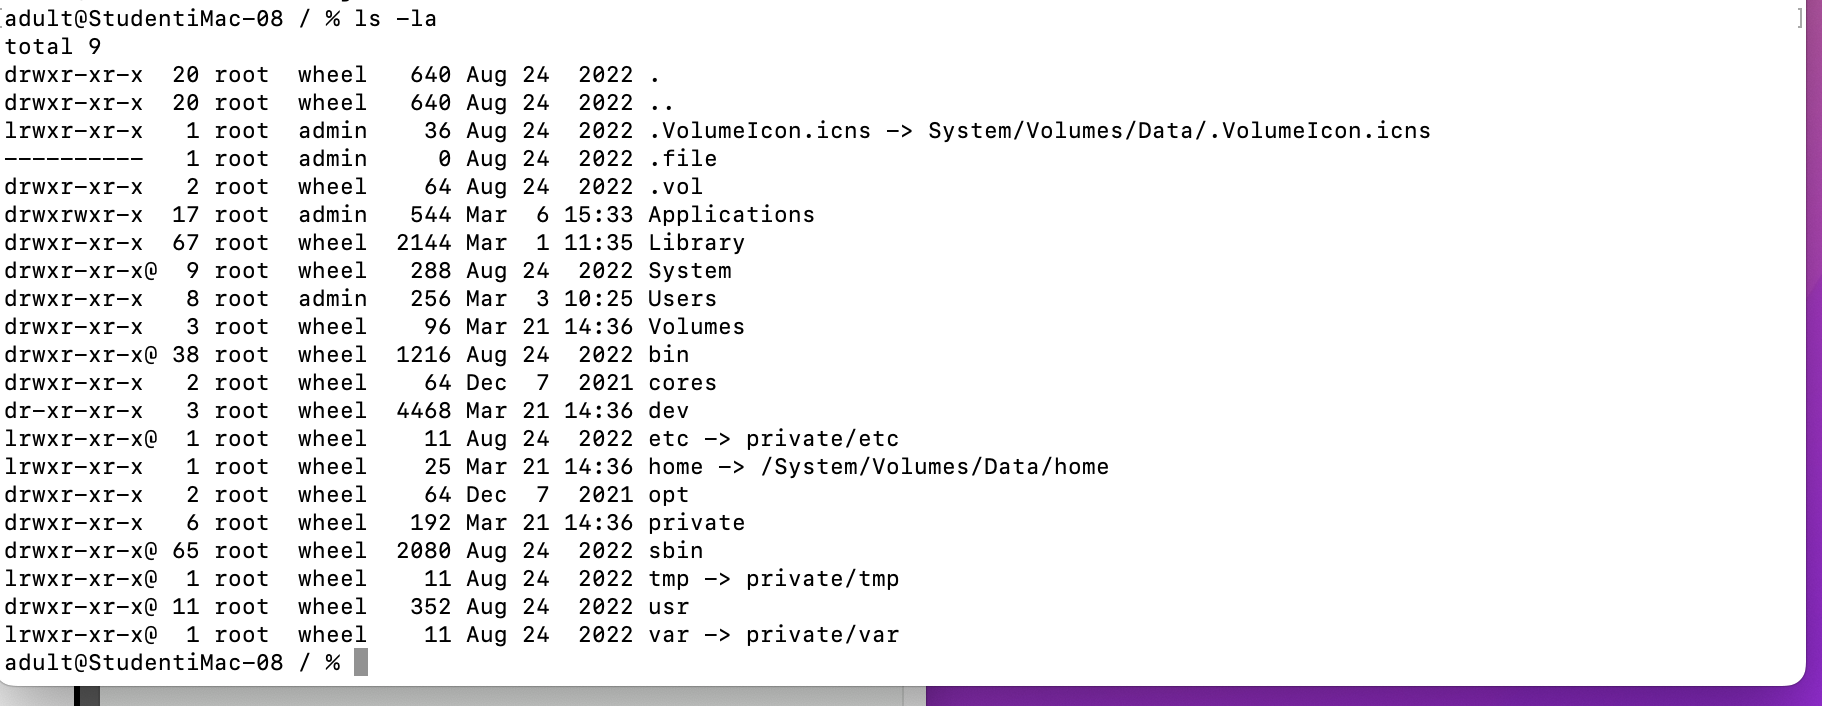 adult@StudentiMac-08 / % ls -la
total 9
drwxr-xr-x  20 root  wheel   640 Aug 24  2022 .
drwxr-xr-x  20 root  wheel   640 Aug 24  2022 ..
lrwxr-xr-x   1 root  admin    36 Aug 24  2022 .VolumeIcon.icns -> System/Volumes/Data/.VolumeIcon.icns
----------   1 root  admin     0 Aug 24  2022 .file
drwxr-xr-x   2 root  wheel    64 Aug 24  2022 .vol
drwxrwxr-x  17 root  admin   544 Mar  6 15:33 Applications
drwxr-xr-x  67 root  wheel  2144 Mar  1 11:35 Library
drwxr-xr-x@  9 root  wheel   288 Aug 24  2022 System
drwxr-xr-x   8 root  admin   256 Mar  3 10:25 Users
drwxr-xr-x   3 root  wheel    96 Mar 21 14:36 Volumes
drwxr-xr-x@ 38 root  wheel  1216 Aug 24  2022 bin
drwxr-xr-x   2 root  wheel    64 Dec  7  2021 cores
dr-xr-xr-x   3 root  wheel  4468 Mar 21 14:36 dev
lrwxr-xr-x@  1 root  wheel    11 Aug 24  2022 etc -> private/etc
lrwxr-xr-x   1 root  wheel    25 Mar 21 14:36 home -> /System/Volumes/Data/home
drwxr-xr-x   2 root  wheel    64 Dec  7  2021 opt
drwxr-xr-x   6 root  wheel   192 Mar 21 14:36 private
drwxr-xr-x@ 65 root  wheel  2080 Aug 24  2022 sbin
lrwxr-xr-x@  1 root  wheel    11 Aug 24  2022 tmp -> private/tmp
drwxr-xr-x@ 11 root  wheel   352 Aug 24  2022 usr
lrwxr-xr-x@  1 root  wheel    11 Aug 24  2022 var -> private/var
adult@StudentiMac-08 / %